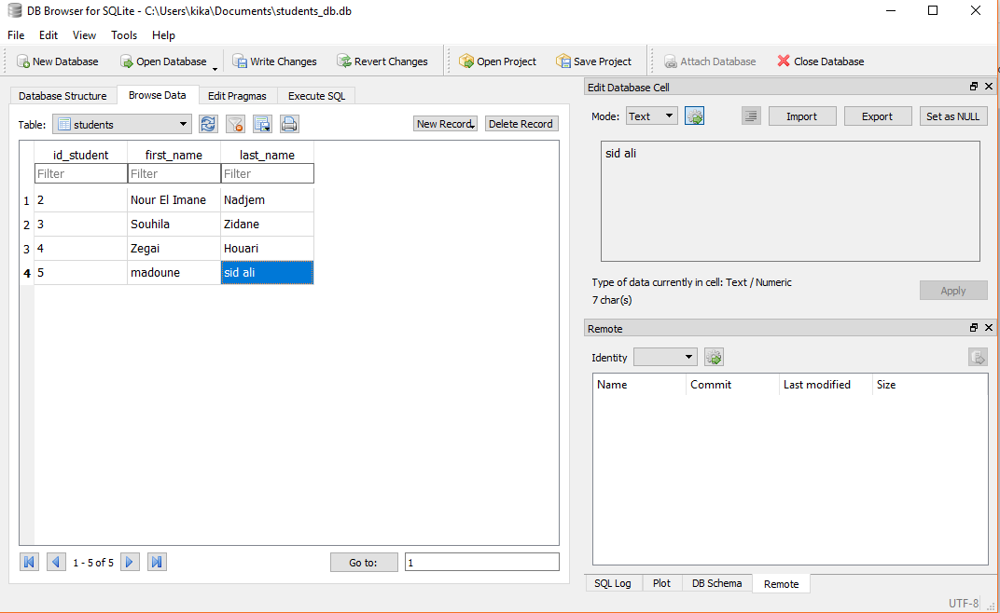 DB Browser for SQLite - C:\Users\kika\Documents\students_db.db
File Edit View Tools Help
New Database Open Database Write Changes Revert Changes Open Project Save Project Attach Database Close Database
Database Structure Browse Data Edit Pragmas Execute SQL
Table: students New Record Delete Record
id_student first_name last_name
Filter Filter Filter
1 2 Nour El Imane Nadjem
2 3 Souhila Zidane
3 4 Zegai Houari
4 5 madoune sid ali
1 - 5 of 5 Go to: 1
Edit Database Cell
Mode: Text Import Export Set as NULL
sid ali
Type of data currently in cell: Text / Numeric
7 char(s)
Apply
Remote
Identity
Name Commit Last modified Size
SQL Log Plot DB Schema Remote
UTF-8